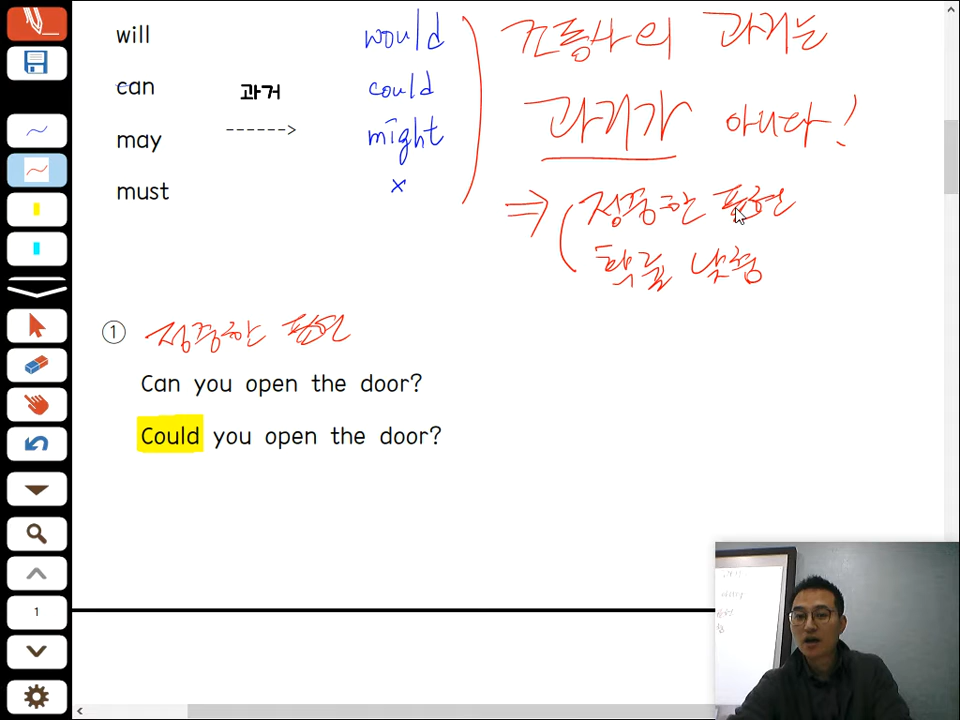 will would 조동사의 과거는
can 과거 could
may ------> might 과거가 아니다!
must x
⇒ 정중한 표현
확률 낮춤
① 정중한 표현
Can you open the door?
Could you open the door?
1